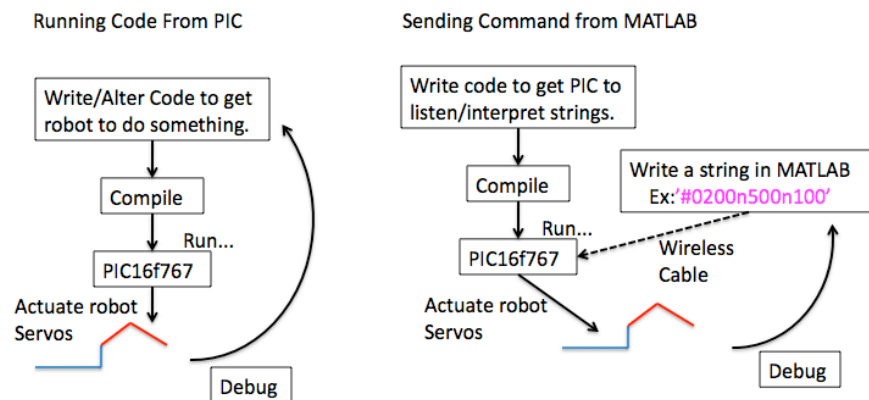 Running Code From PIC
Write/Alter Code to get
robot to do something.
Compile
Run...
PIC16f767
Actuate robot
Servos
Debug
Sending Command from MATLAB
Write code to get PIC to
listen/interpret strings.
Compile
Write a string in MATLAB
Ex:'#0200n500n100'
Run...
PIC16f767
Wireless
Cable
Actuate robot
Servos
Debug